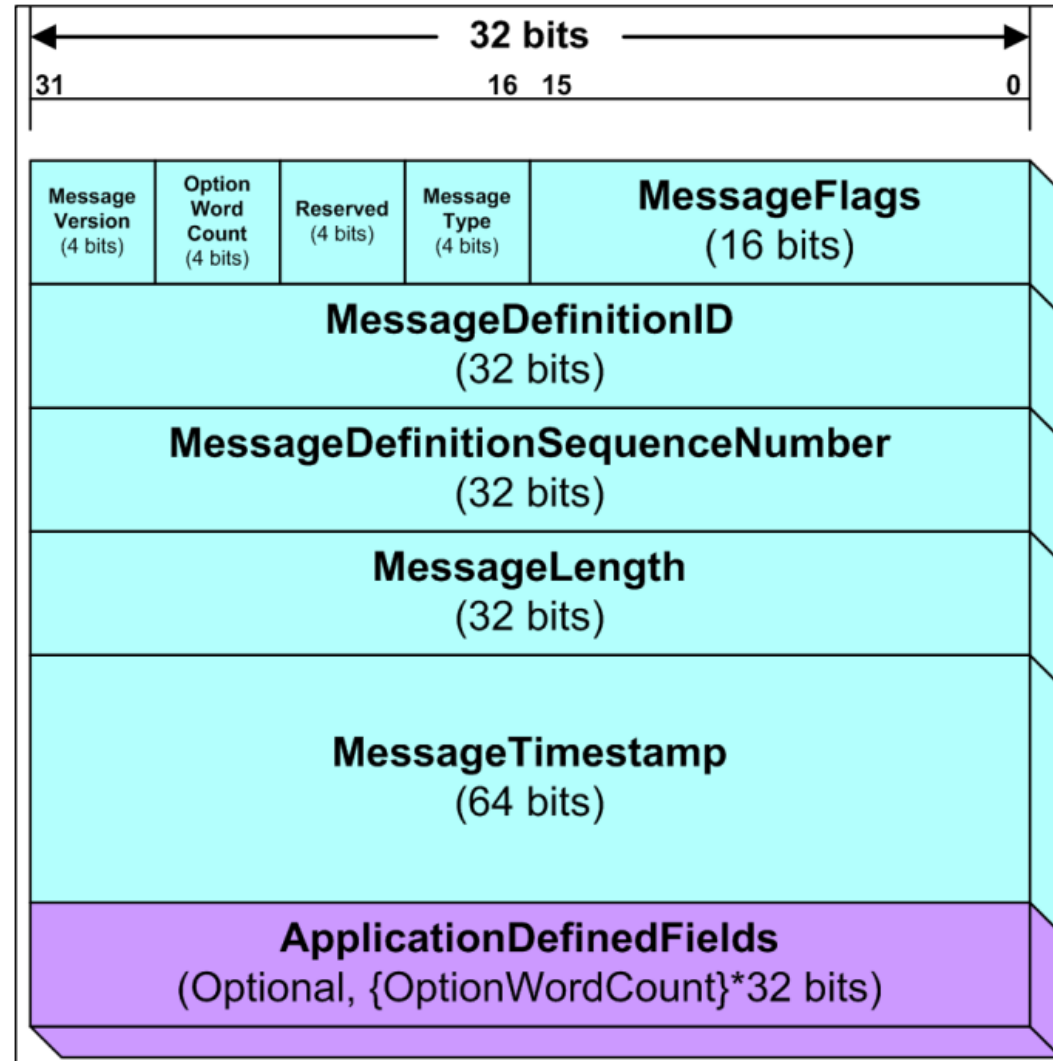 32 bits
31 16 15 0
Message
Version
(4 bits)
Option
Word
Count
(4 bits)
Reserved
(4 bits)
Message
Type
(4 bits)
MessageFlags
(16 bits)
MessageDefinitionID
(32 bits)
MessageDefinitionSequenceNumber
(32 bits)
MessageLength
(32 bits)
MessageTimestamp
(64 bits)
ApplicationDefinedFields
(Optional, {OptionWordCount}*32 bits)